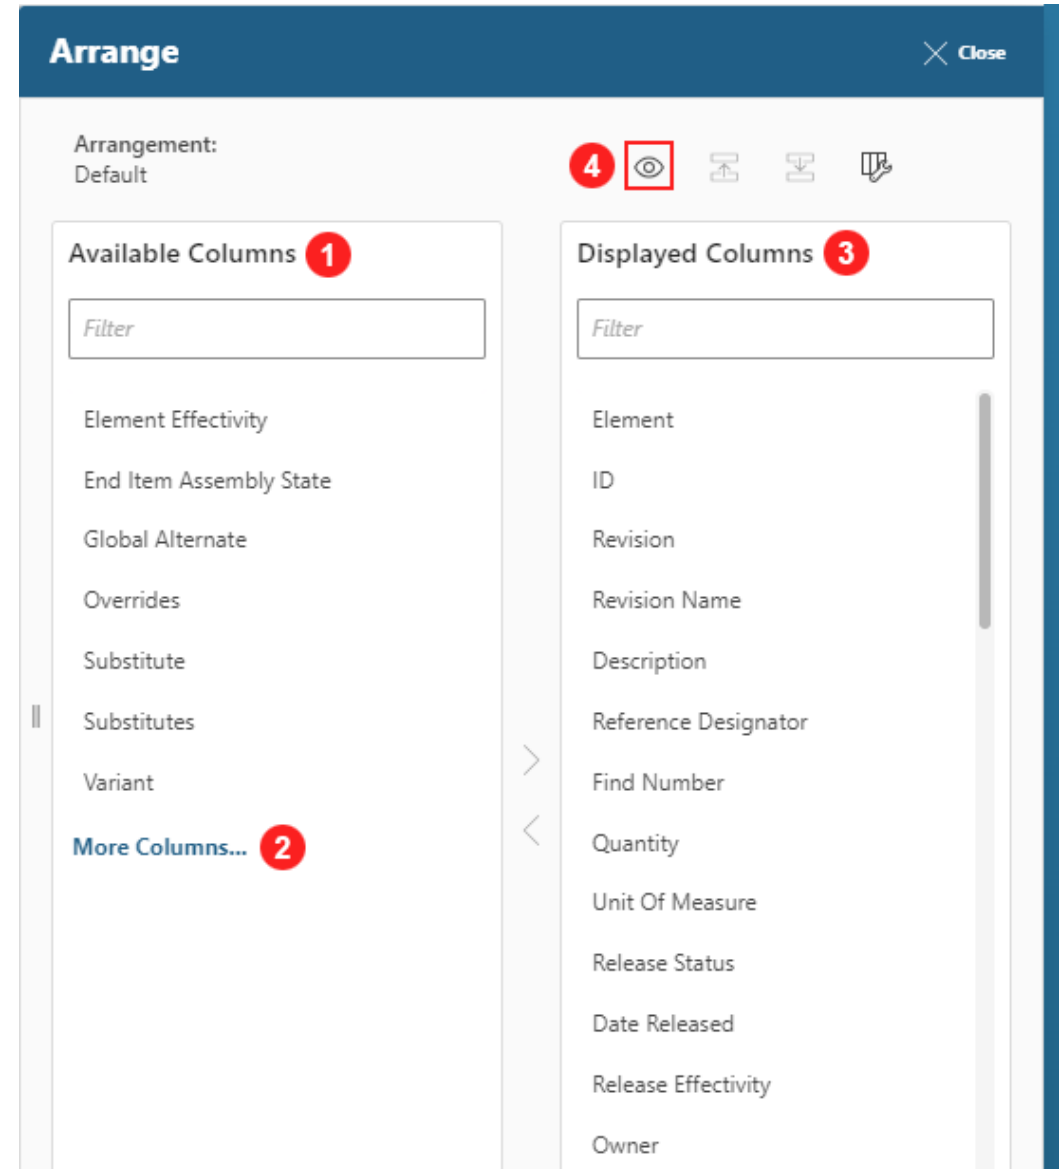 Arrange
Close
Arrangement:
Default
4
Available Columns 1
Filter
Element Effectivity
End Item Assembly State
Global Alternate
Overrides
Substitute
Substitutes
Variant
More Columns... 2
Displayed Columns 3
Filter
Element
ID
Revision
Revision Name
Description
Reference Designator
Find Number
Quantity
Unit Of Measure
Release Status
Date Released
Release Effectivity
Owner